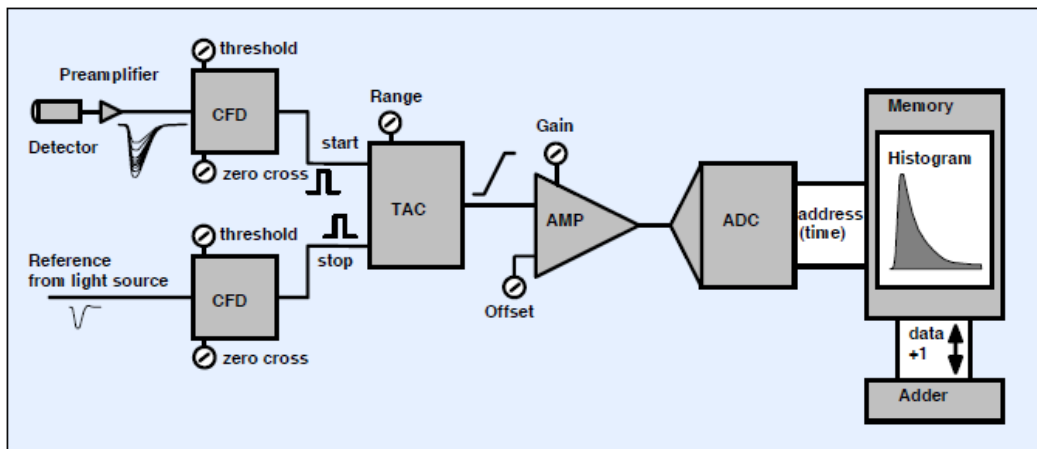 threshold
Preamplifier
CFD
Detector
zero cross
Range
start
TAC
stop
threshold
Reference
from light source
CFD
zero cross
Gain
AMP
Offset
ADC
address
(time)
Memory
Histogram
data
+1
Adder